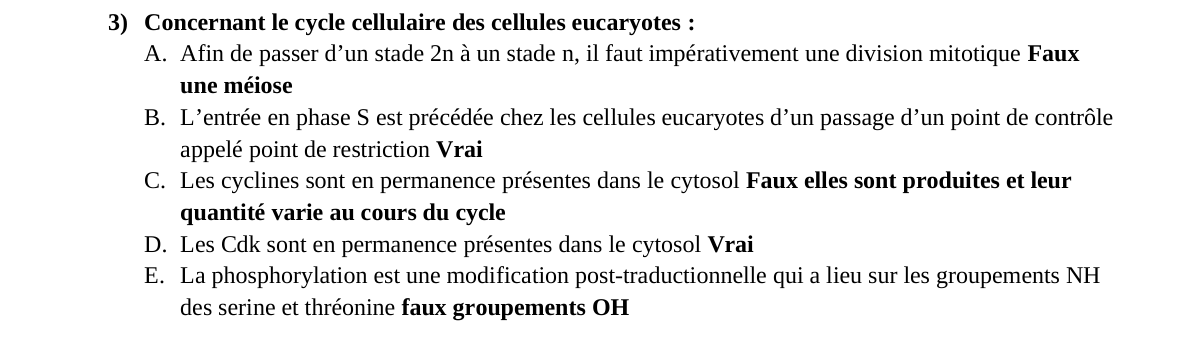 3) Concernant le cycle cellulaire des cellules eucaryotes :
A. Afin de passer d’un stade 2n à un stade n, il faut impérativement une division mitotique Faux
une méiose
B. L’entrée en phase S est précédée chez les cellules eucaryotes d’un passage d’un point de contrôle
appelé point de restriction Vrai
C. Les cyclines sont en permanence présentes dans le cytosol Faux elles sont produites et leur
quantité varie au cours du cycle
D. Les Cdk sont en permanence présentes dans le cytosol Vrai
E. La phosphorylation est une modification post-traductionnelle qui a lieu sur les groupements NH
des serine et thréonine faux groupements OH